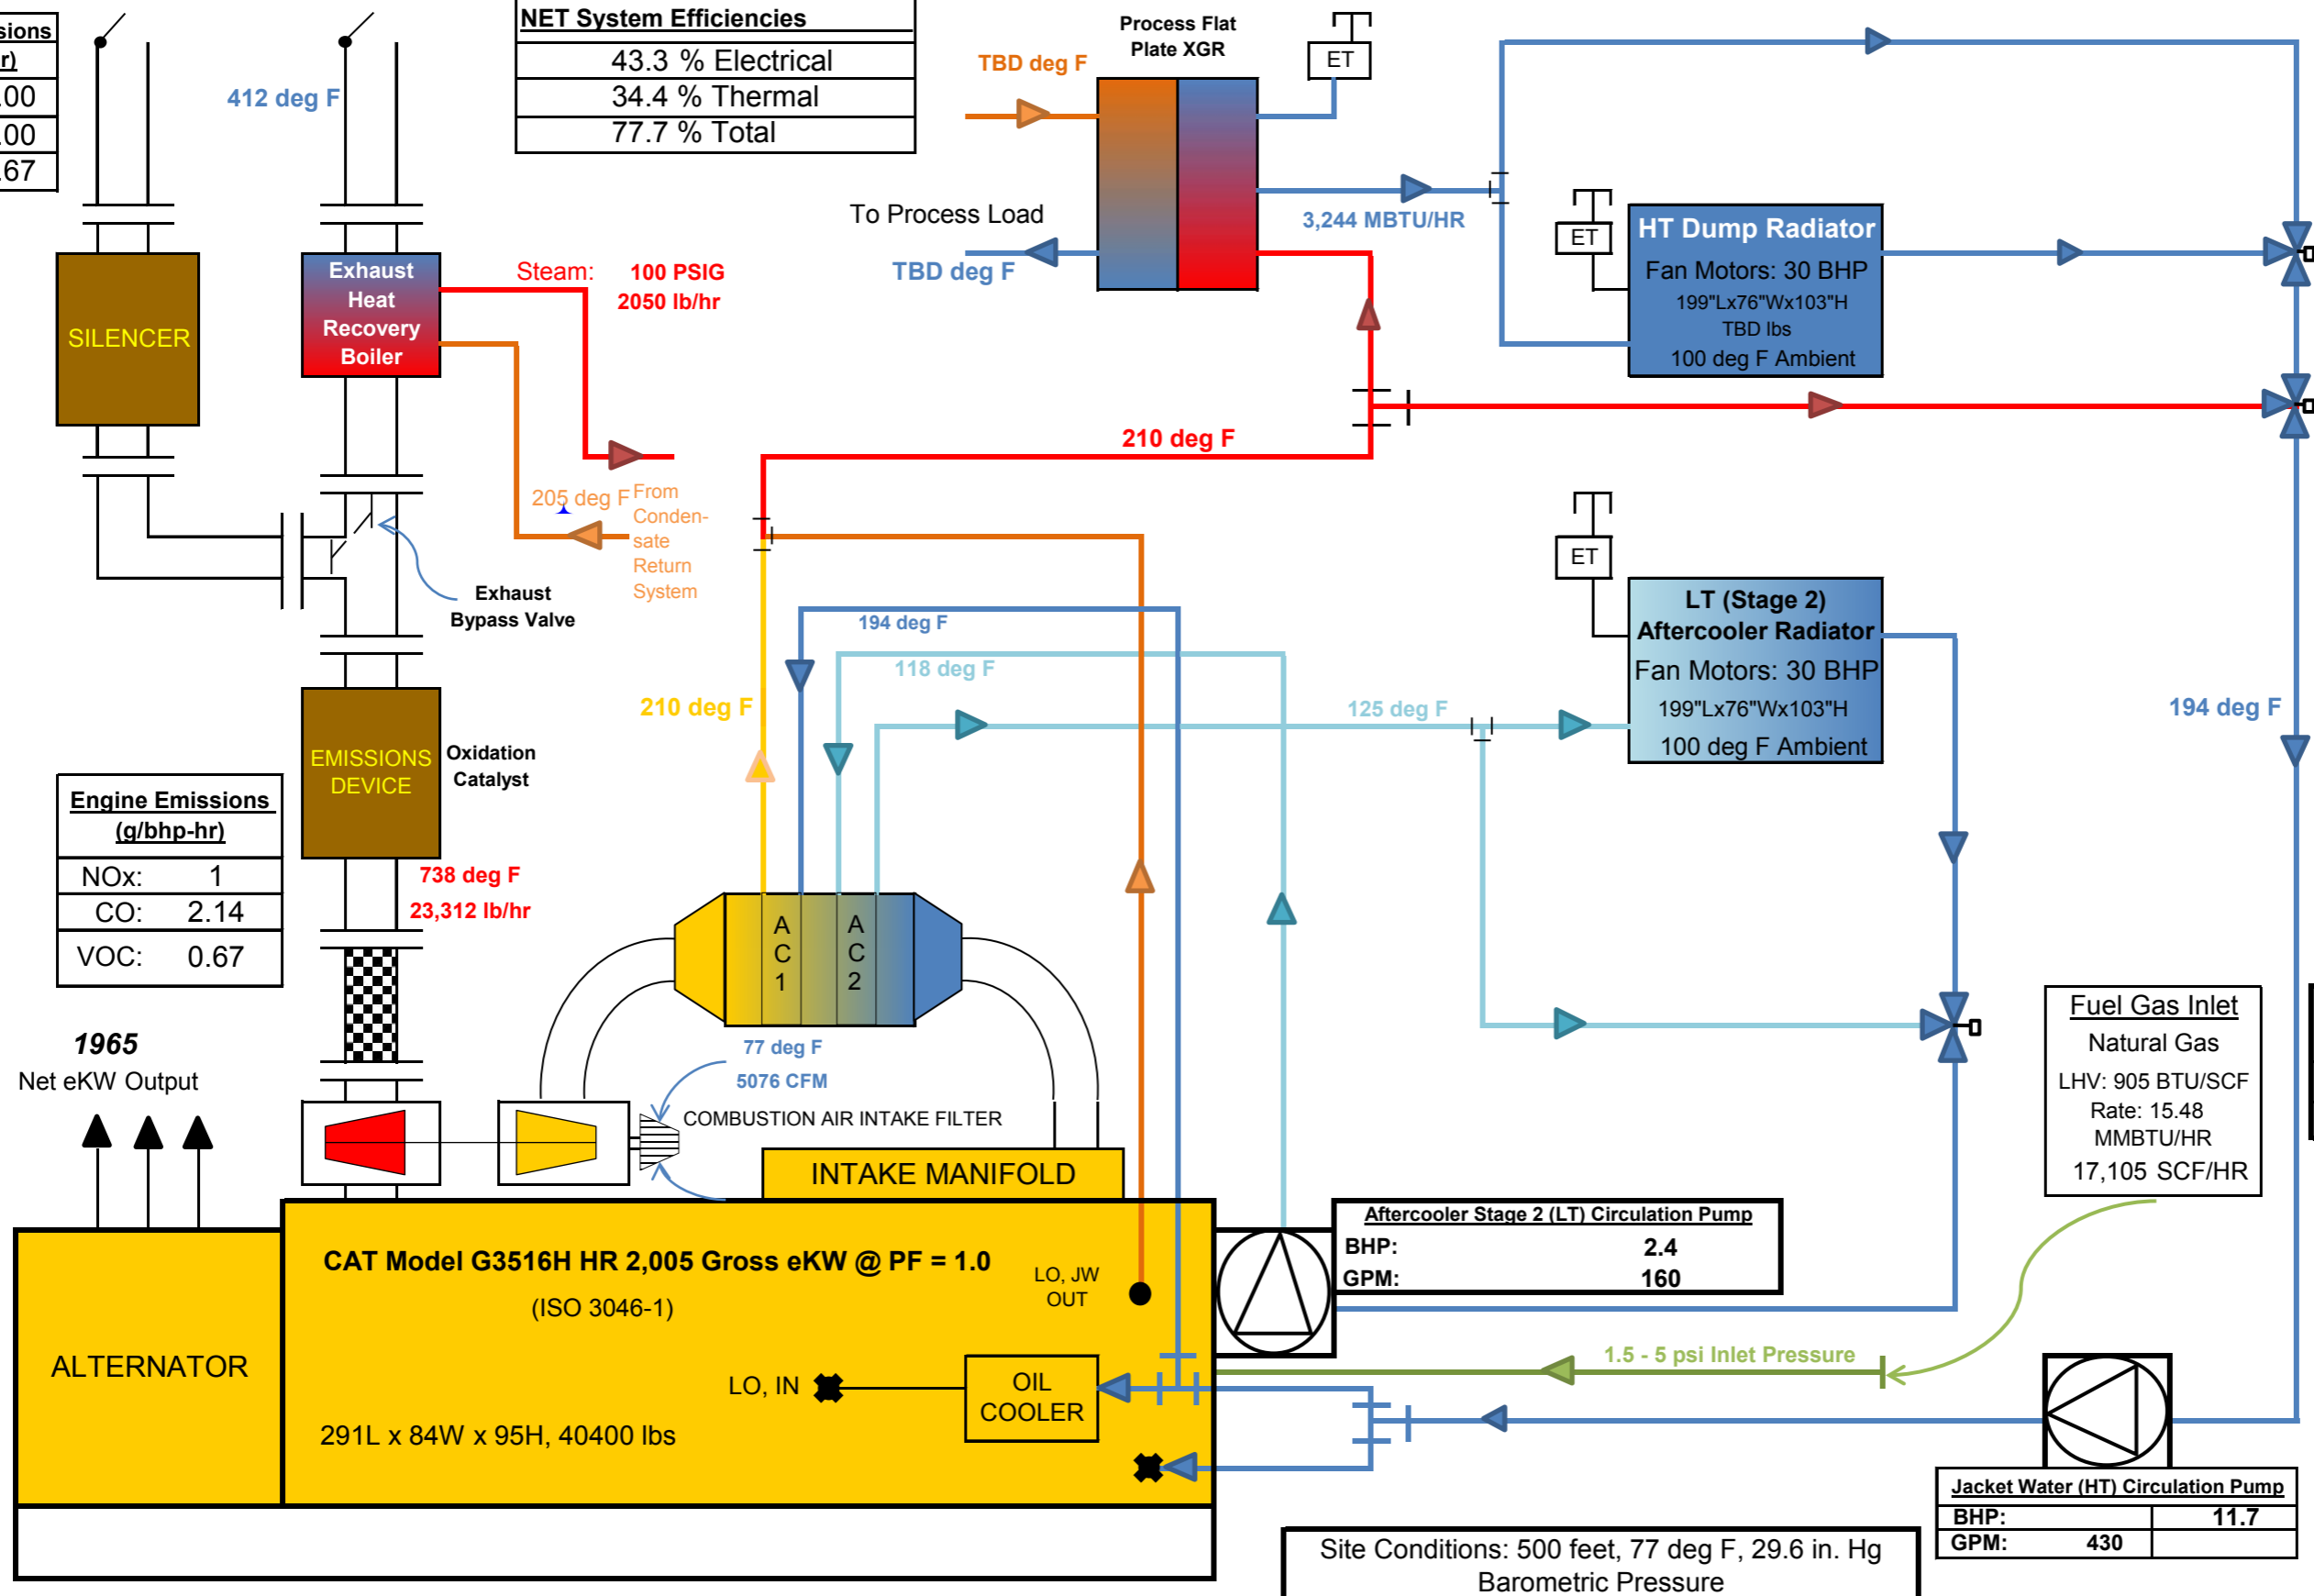 sions
r)
.00
.00
.67
412 deg F
NET System Efficiencies
43.3 % Electrical
34.4 % Thermal
77.7 % Total
Process Flat
Plate XGR
ET
TBD deg F
To Process Load
TBD deg F
3,244 MBTU/HR
ET
HT Dump Radiator
Fan Motors: 30 BHP
199"Lx76"Wx103"H
TBD lbs
100 deg F Ambient
SILENCER
Exhaust
Heat
Recovery
Boiler
Steam: 100 PSIG
2050 lb/hr
210 deg F
205 deg F
From
Conden-
sate
Return
System
Exhaust
Bypass Valve
194 deg F
118 deg F
210 deg F
125 deg F
ET
LT (Stage 2)
Aftercooler Radiator
Fan Motors: 30 BHP
199"Lx76"Wx103"H
100 deg F Ambient
194 deg F
EMISSIONS
DEVICE
Oxidation
Catalyst
Engine Emissions
(g/bhp-hr)
NOx: 1
CO: 2.14
VOC: 0.67
738 deg F
23,312 lb/hr
A
C
1
A
C
2
77 deg F
5076 CFM
COMBUSTION AIR INTAKE FILTER
1965
Net eKW Output
INTAKE MANIFOLD
Fuel Gas Inlet
Natural Gas
LHV: 905 BTU/SCF
Rate: 15.48
MMBTU/HR
17,105 SCF/HR
CAT Model G3516H HR 2,005 Gross eKW @ PF = 1.0
(ISO 3046-1)
LO, JW
OUT
Aftercooler Stage 2 (LT) Circulation Pump
BHP: 2.4
GPM: 160
ALTERNATOR
LO, IN
OIL
COOLER
291L x 84W x 95H, 40400 lbs
1.5 - 5 psi Inlet Pressure
Jacket Water (HT) Circulation Pump
BHP: 11.7
GPM: 430
Site Conditions: 500 feet, 77 deg F, 29.6 in. Hg
Barometric Pressure